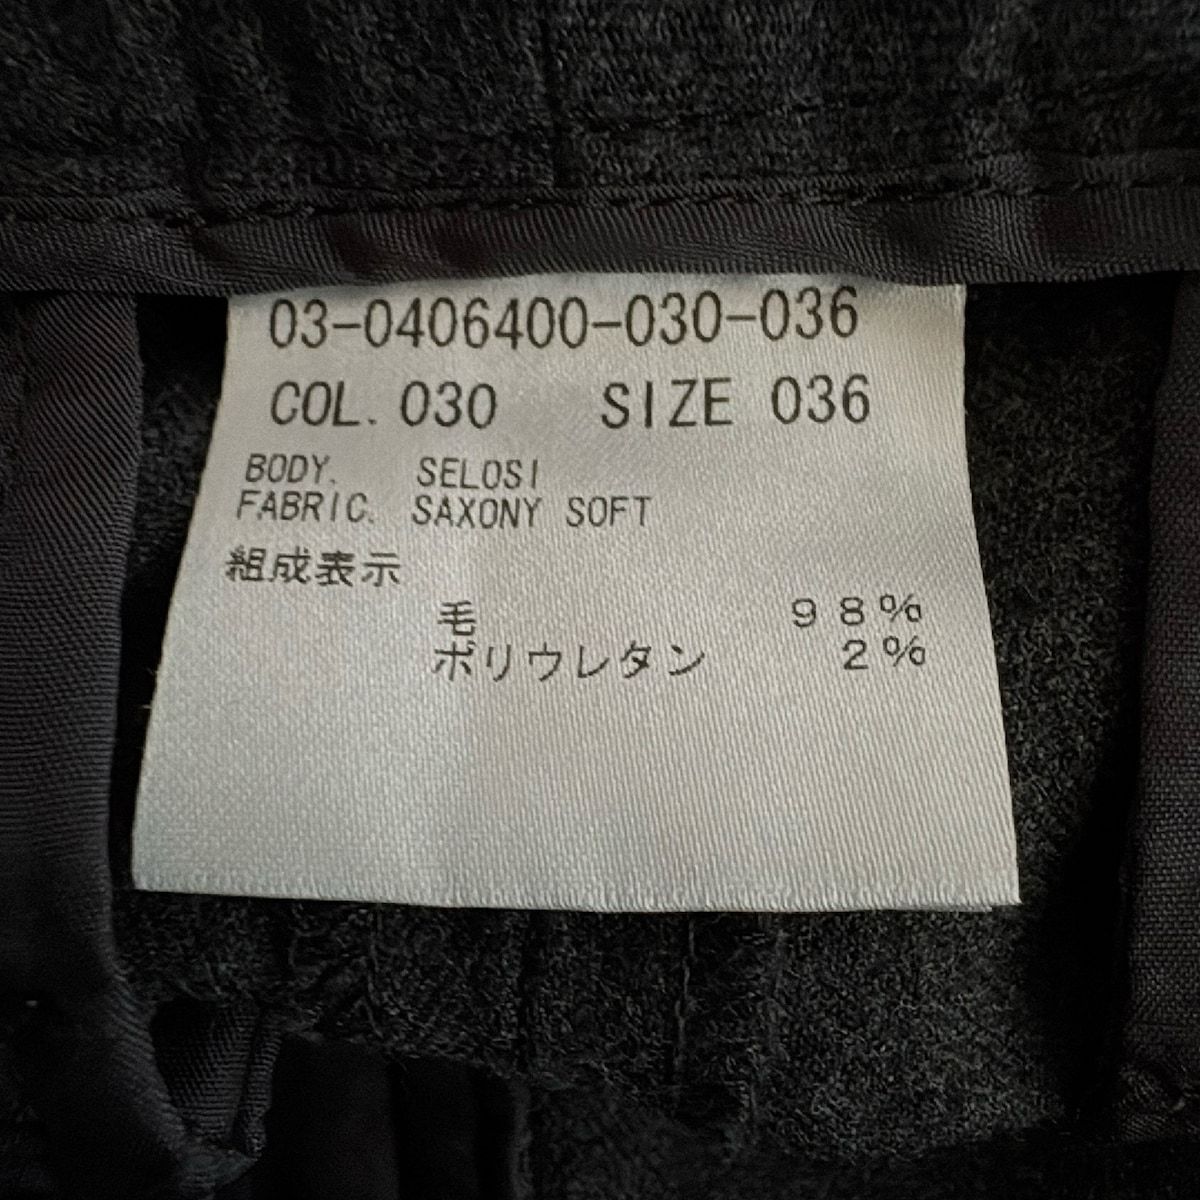 03-0406400-030-036
COL. 030 SIZE 036
BODY. SELOSI
FABRIC. SAXONY SOFT
組成表示
毛 98%
ポリウレタン 2%